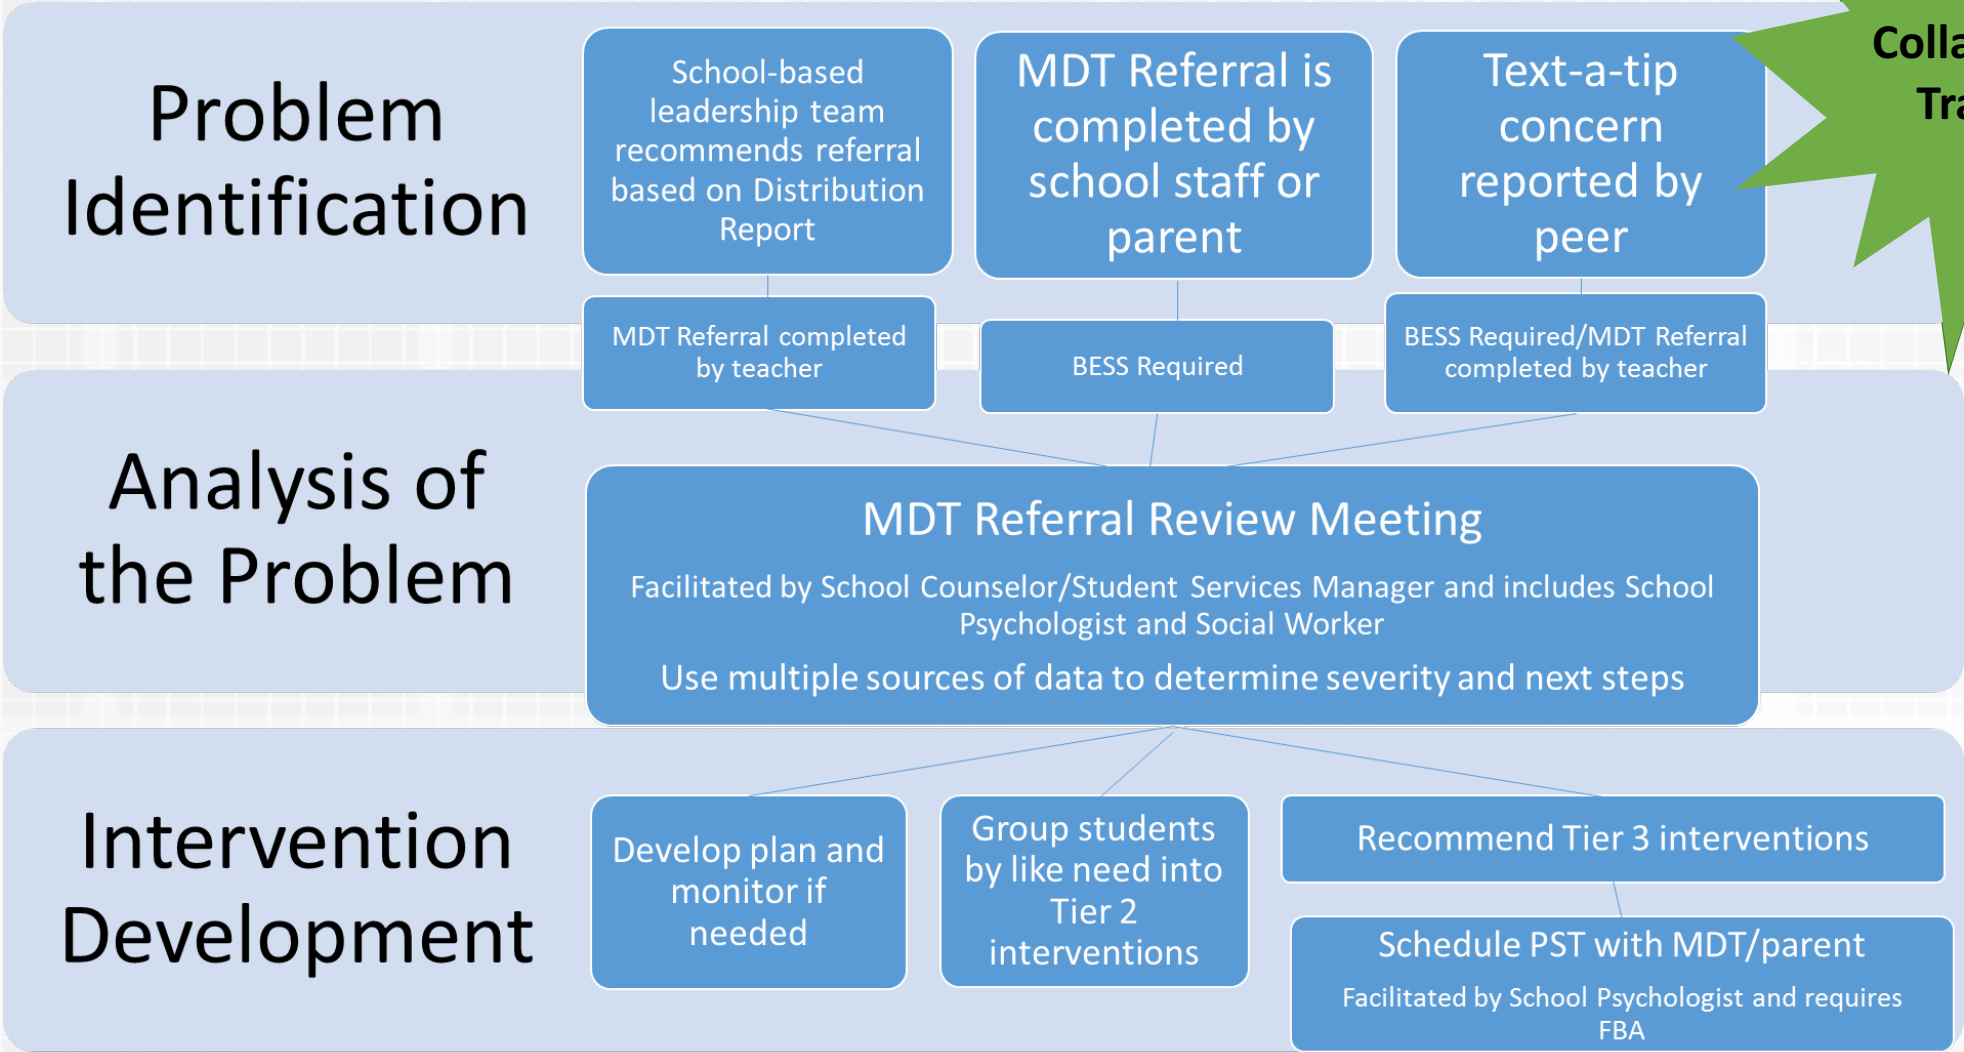 Problem
Identification
School-based
leadership team
recommends referral
based on Distribution
Report
MDT Referral is
completed by
school staff or
parent
Text-a-tip
concern
reported by
peer
MDT Referral completed
by teacher
BESS Required
BESS Required/MDT Referral
completed by teacher
Analysis of
the Problem
MDT Referral Review Meeting
Facilitated by School Counselor/Student Services Manager and includes School
Psychologist and Social Worker
Use multiple sources of data to determine severity and next steps
Intervention
Development
Develop plan and
monitor if
needed
Group students
by like need into
Tier 2
interventions
Recommend Tier 3 interventions
Schedule PST with MDT/parent
Facilitated by School Psychologist and requires
FBA